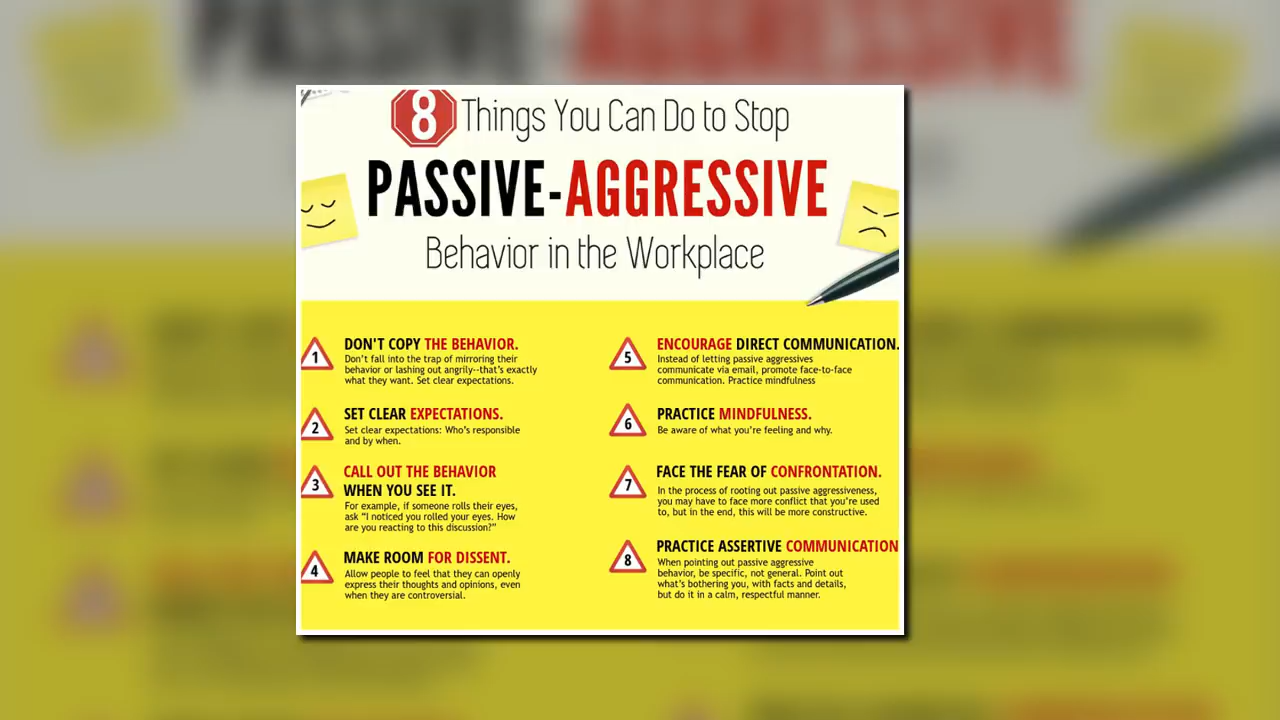 8 Things You Can Do to Stop
PASSIVE-AGGRESSIVE
Behavior in the Workplace
1 DON'T COPY THE BEHAVIOR.
Don't fall into the trap of mirroring their
behavior or lashing out angrily--that's exactly
what they want. Set clear expectations.
2 SET CLEAR EXPECTATIONS.
Set clear expectations: Who's responsible
and by when.
3 CALL OUT THE BEHAVIOR
WHEN YOU SEE IT.
For example, if someone rolls their eyes,
ask "I noticed you rolled your eyes. How
are you reacting to this discussion?"
4 MAKE ROOM FOR DISSENT.
Allow people to feel that they can openly
express their thoughts and opinions, even
when they are controversial.
5 ENCOURAGE DIRECT COMMUNICATION.
Instead of letting passive aggressives
communicate via email, promote face-to-face
communication. Practice mindfulness
6 PRACTICE MINDFULNESS.
Be aware of what you're feeling and why.
7 FACE THE FEAR OF CONFRONTATION.
In the process of rooting out passive aggressiveness,
you may have to face more conflict that you're used
to, but in the end, this will be more constructive.
8 PRACTICE ASSERTIVE COMMUNICATION
When pointing out passive aggressive
behavior, be specific, not general. Point out
what's bothering you, with facts and details,
but do it in a calm, respectful manner.